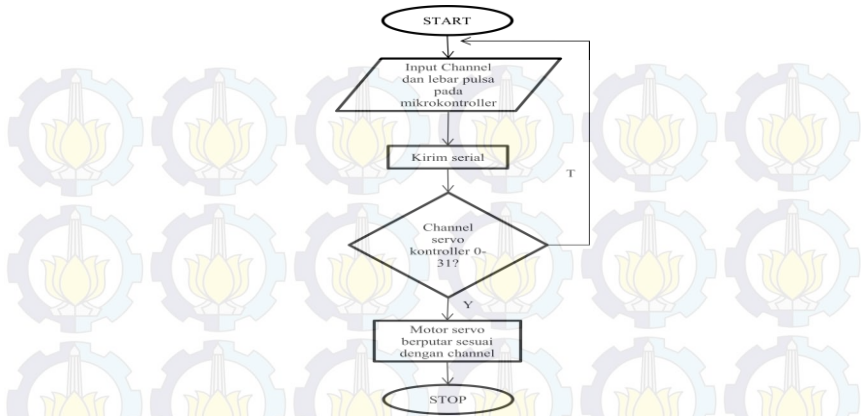 START
Input Channel
dan lebar pulsa
pada
mikrokontroller
Kirim serial
T
Channel
servo
kontroller 0-
31?
Y
Motor servo
berputar sesuai
dengan channel
STOP